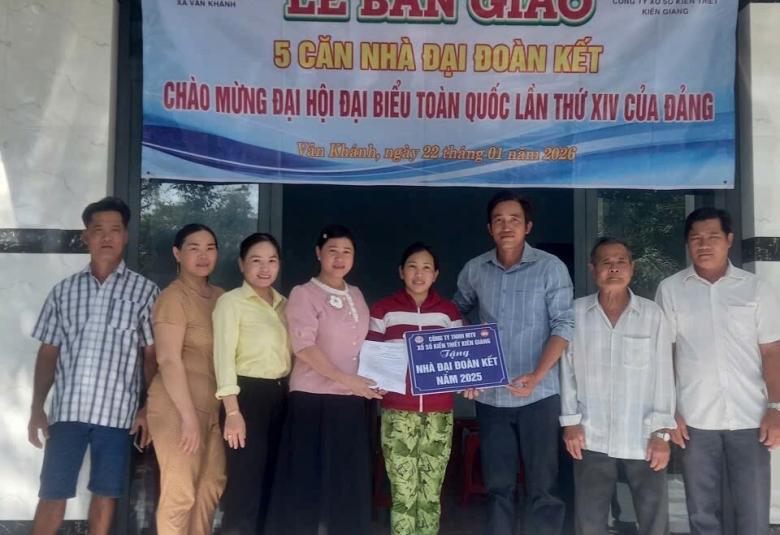 XÃ VÂN KHÁNH
LỄ BÀN GIAO
CÔNG TY XỔ SỐ KIẾN THIẾT
KIÊN GIANG
5 CĂN NHÀ ĐẠI ĐOÀN KẾT
CHÀO MỪNG ĐẠI HỘI ĐẠI BIỂU TOÀN QUỐC LẦN THỨ XIV CỦA ĐẢNG
Vân Khánh, ngày 22 tháng 01 năm 2026
CÔNG TY TNHH MTV
XỔ SỐ KIẾN THIẾT KIÊN GIANG
Tặng
NHÀ ĐẠI ĐOÀN KẾT
NĂM 2025